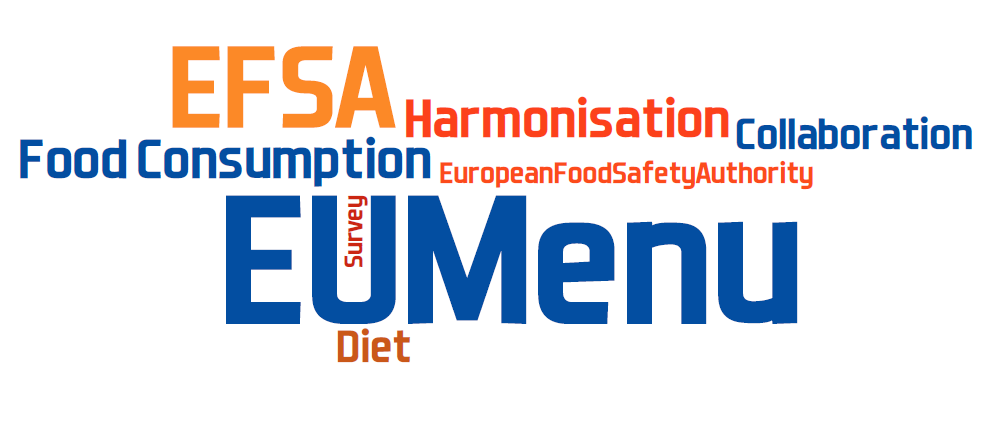 EFSA
Harmonisation
Collaboration
Food Consumption
EuropeanFoodSafetyAuthority
EUMenu
Survey
Diet